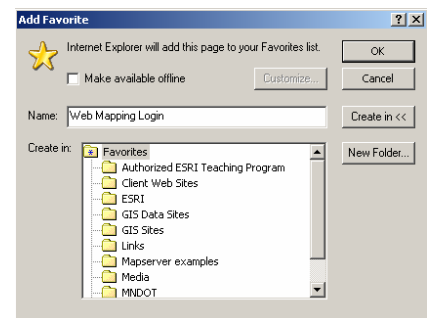 Add Favorite
? X
Internet Explorer will add this page to your Favorites list.
OK
Make available offline
Customize...
Cancel
Name: Web Mapping Login
Create in <<
Create in:
Favorites
New Folder...
Authorized ESRI Teaching Program
Client Web Sites
ESRI
GIS Data Sites
GIS Sites
Links
Mapserver examples
Media
MNDOT